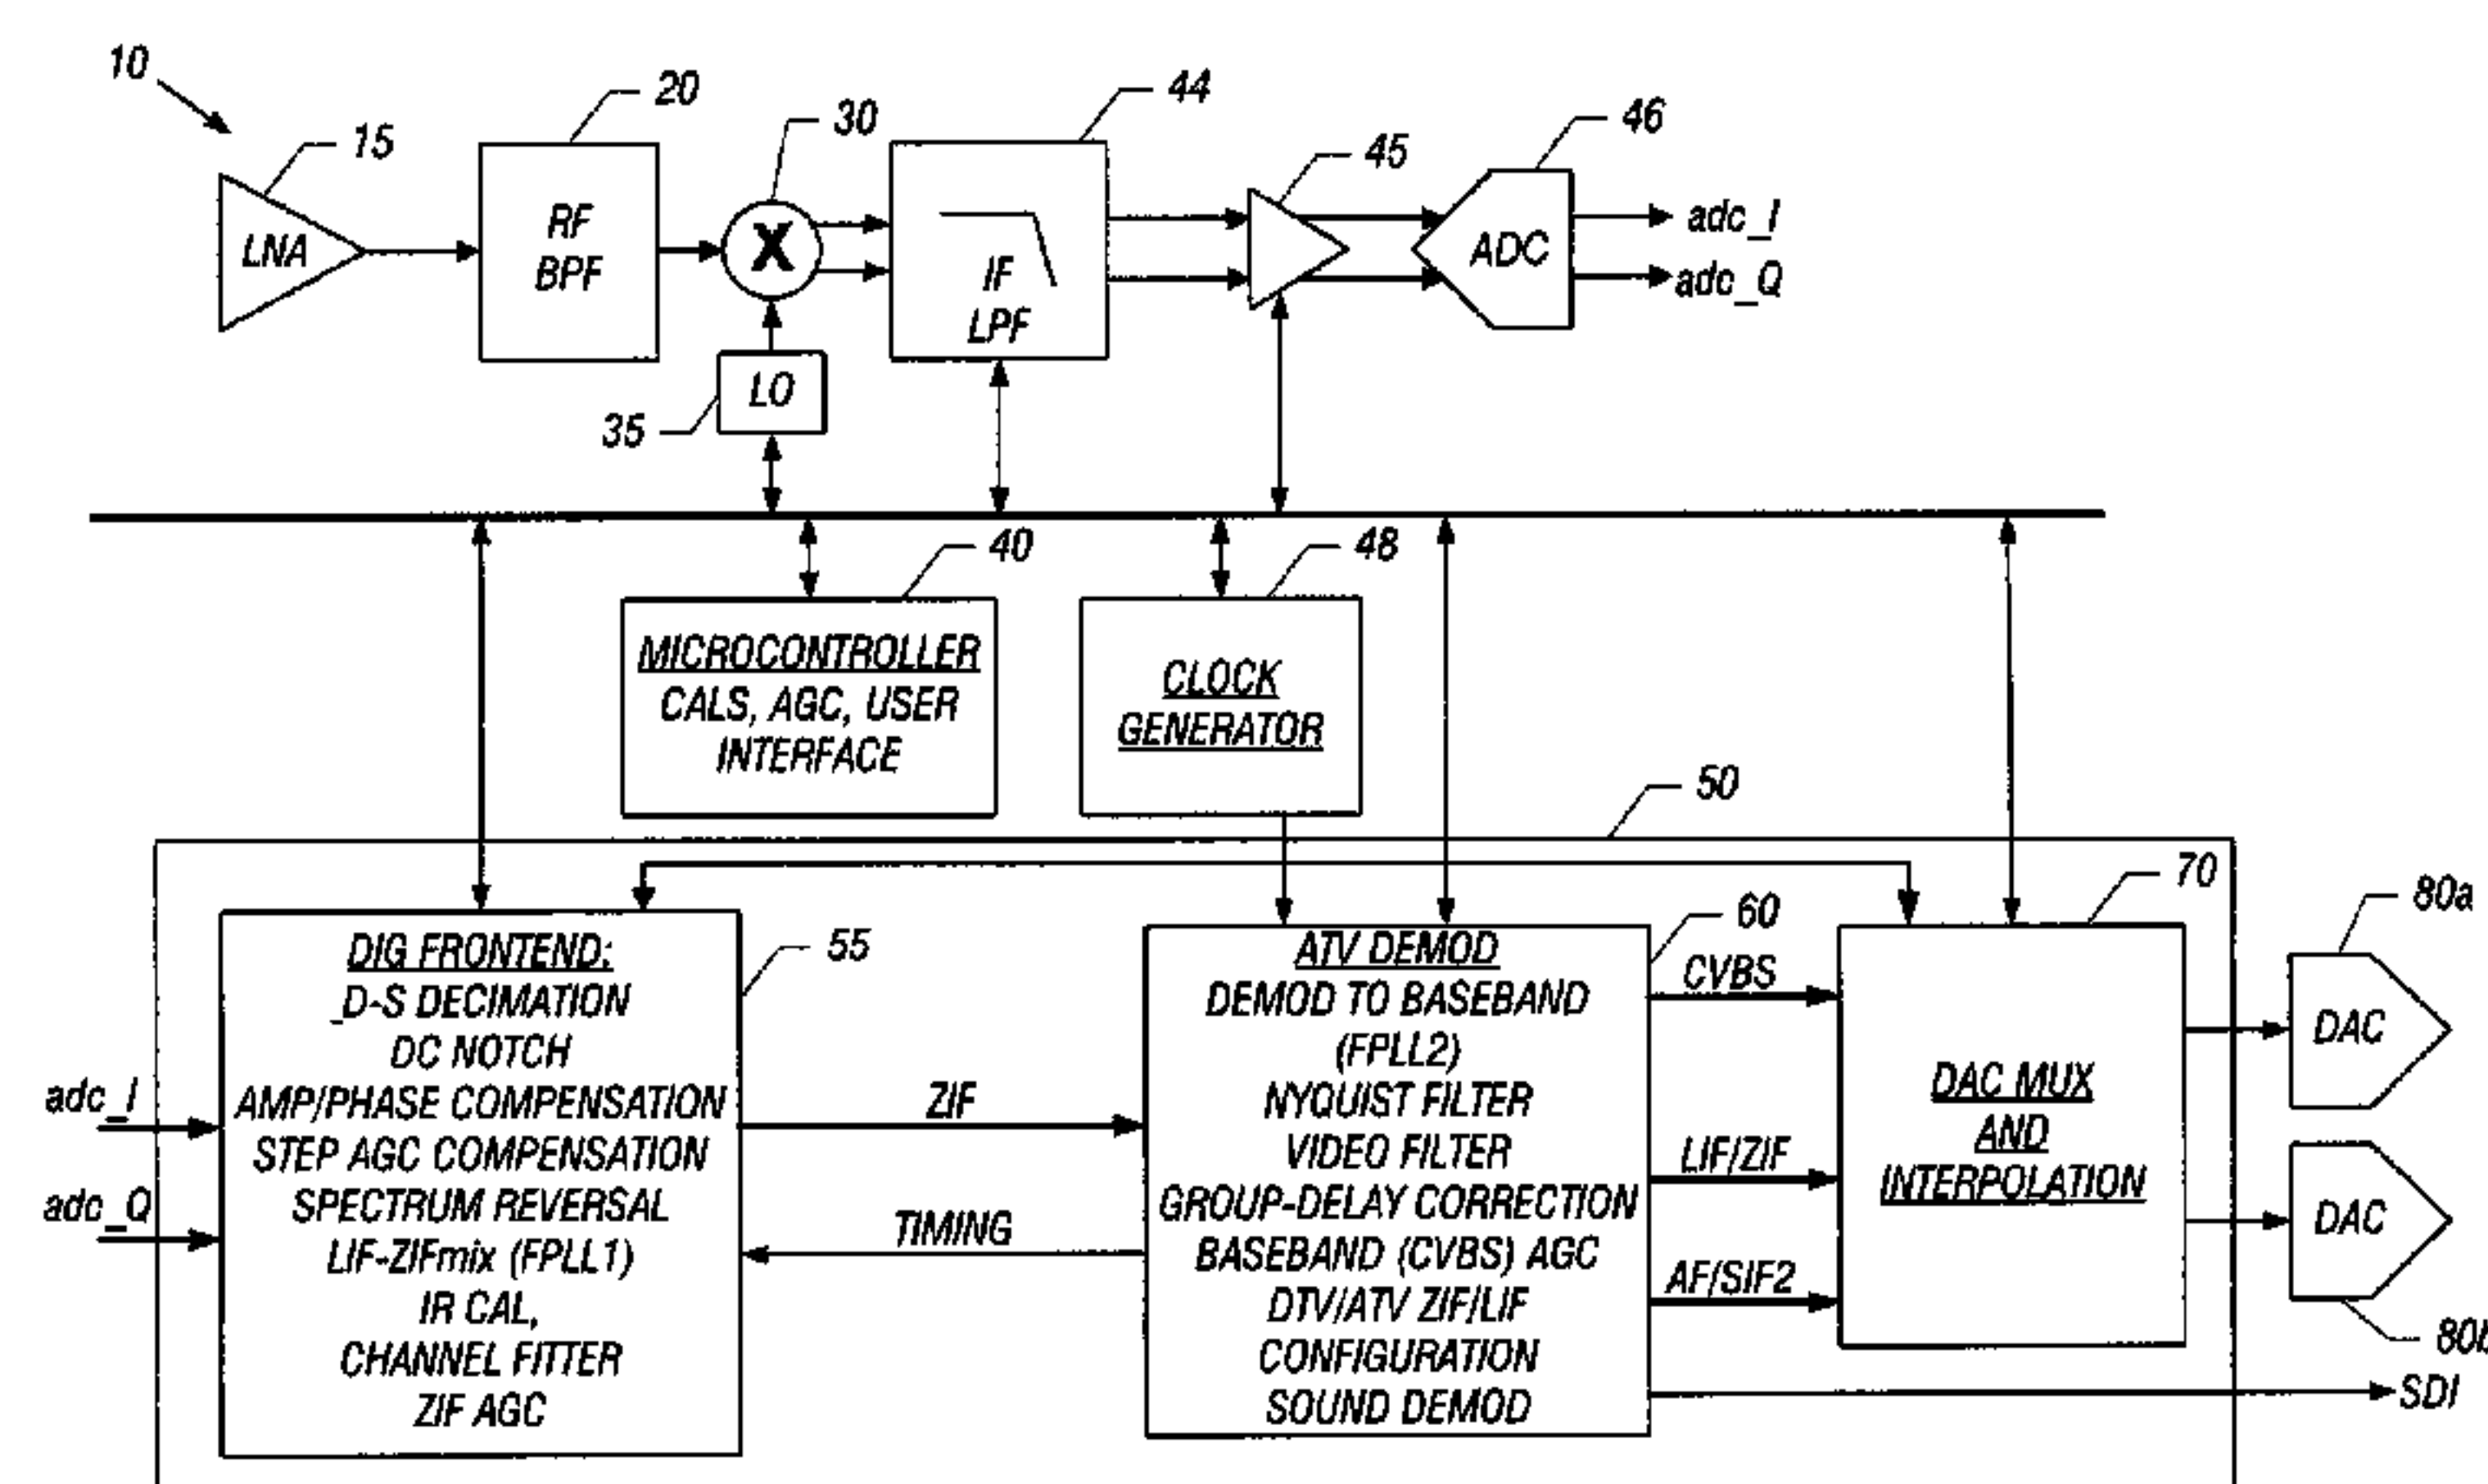 10
15
LNA
20
RF
BPF
30
X
LO
35
44
IF
LPF
45
46
ADC
adc_I
adc_Q
40
MICROCONTROLLER
CALS, AGC, USER
INTERFACE
48
CLOCK
GENERATOR
50
adc_I
adc_Q
55
DIG FRONTEND:
_D-S DECIMATION
DC NOTCH
AMP/PHASE COMPENSATION
STEP AGC COMPENSATION
SPECTRUM REVERSAL
LIF-ZIFmix (FPLL1)
IR CAL,
CHANNEL FITTER
ZIF AGC
ZIF
TIMING
60
ATV DEMOD
DEMOD TO BASEBAND
(FPLL2)
NYQUIST FILTER
VIDEO FILTER
GROUP-DELAY CORRECTION
BASEBAND (CVBS) AGC
DTV/ATV ZIF/LIF
CONFIGURATION
SOUND DEMOD
CVBS
LIF/ZIF
AF/SIF2
70
DAC MUX
AND
INTERPOLATION
80a
DAC
DAC
80b
SDI